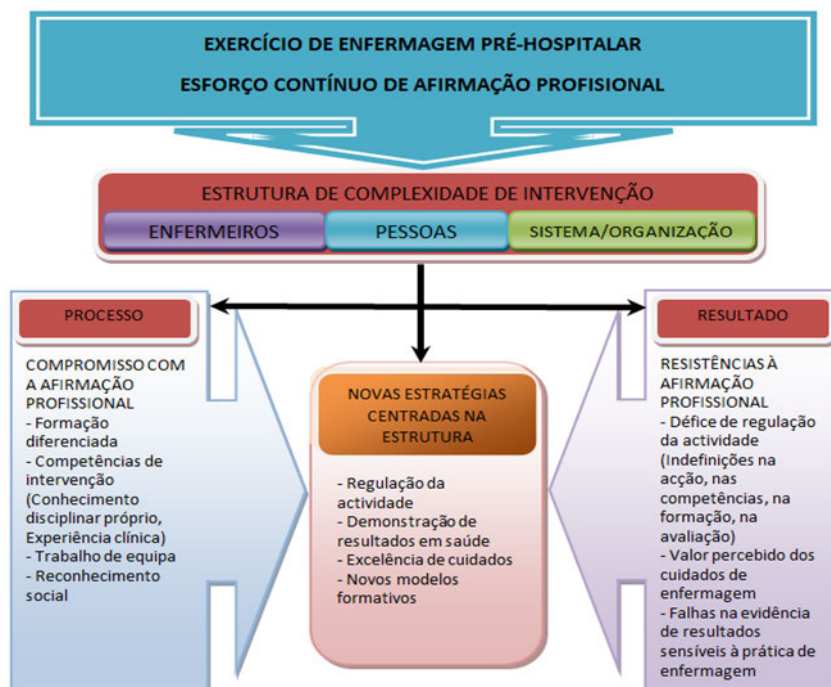 EXERCÍCIO DE ENFERMAGEM PRÉ-HOSPITALAR
ESFORÇO CONTÍNUO DE AFIRMAÇÃO PROFISIONAL
ESTRUTURA DE COMPLEXIDADE DE INTERVENÇÃO
ENFERMEIROS
PESSOAS
SISTEMA/ORGANIZAÇÃO
PROCESSO
COMPROMISSO COM
A AFIRMAÇÃO
PROFISSIONAL
- Formação
diferenciada
- Competências de
intervenção
(Conhecimento
disciplinar próprio,
Experiência clínica)
- Trabalho de equipa
- Reconhecimento
social
NOVAS ESTRATÉGIAS
CENTRADAS NA
ESTRUTURA
- Regulação da
actividade
- Demonstração de
resultados em saúde
- Excelência de cuidados
- Novos modelos
formativos
RESULTADO
RESISTÊNCIAS À
AFIRMAÇÃO
PROFISSIONAL
- Défice de regulação
da actividade
(Indefinições na
acção, nas
competências, na
formação, na
avaliação)
- Valor percebido dos
cuidados de
enfermagem
- Falhas na evidência
de resultados
sensíveis à prática de
enfermagem